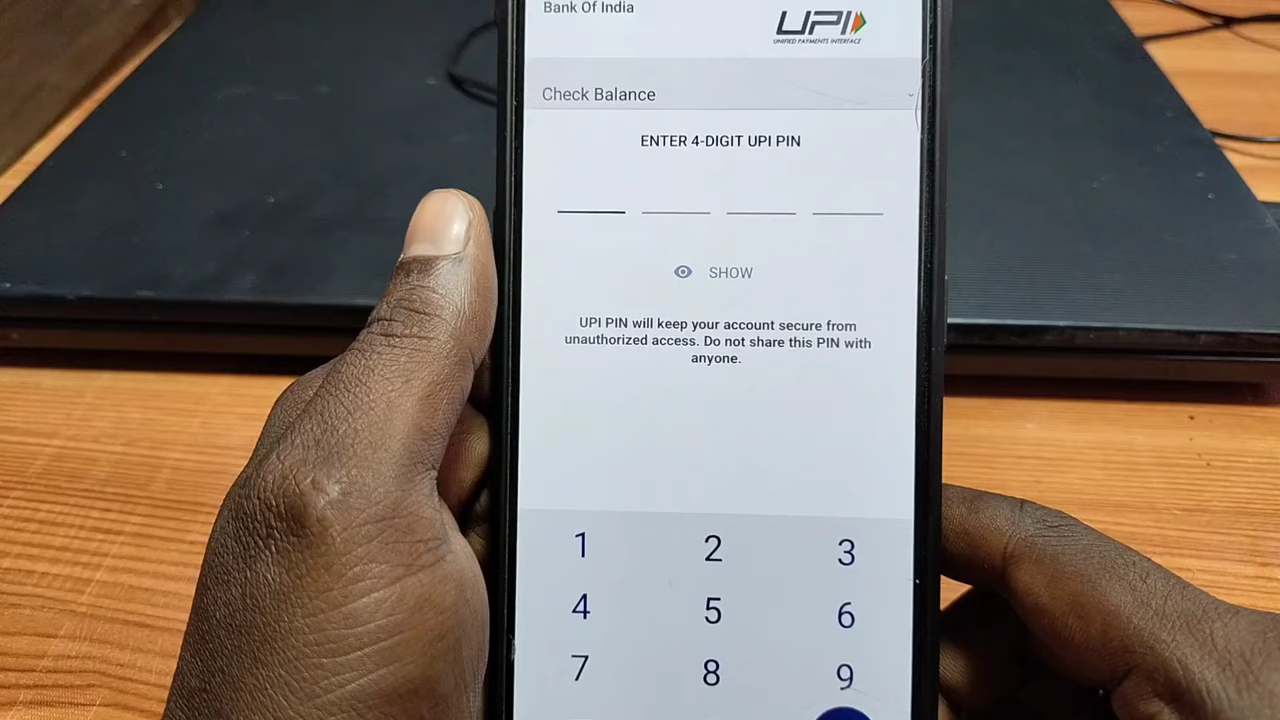 Bank Of India
UPI
UNIFIED PAYMENTS INTERFACE
Check Balance
ENTER 4-DIGIT UPI PIN
SHOW
UPI PIN will keep your account secure from
unauthorized access. Do not share this PIN with
anyone.
1 2 3
4 5 6
7 8 9